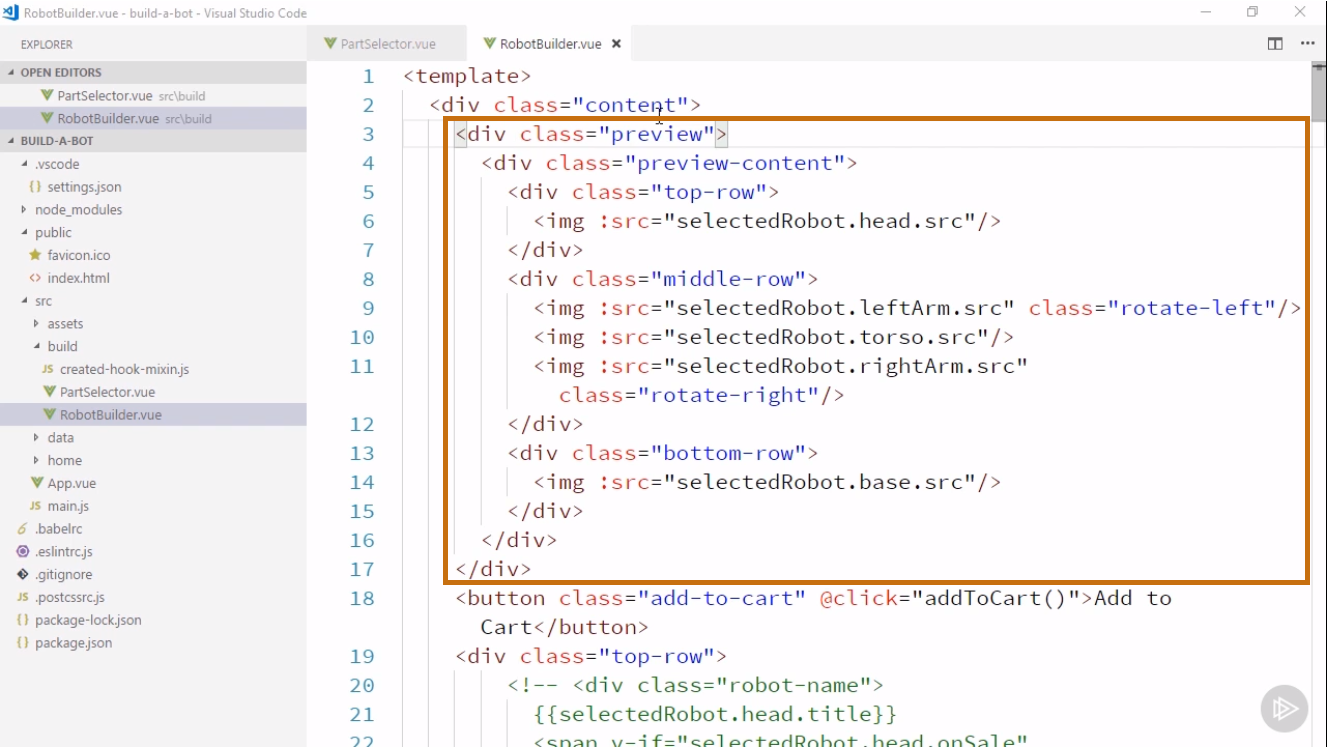 RobotBuilder.vue - build-a-bot - Visual Studio Code
EXPLORER
OPEN EDITORS
PartSelector.vue src\build
RobotBuilder.vue src\build
BUILD-A-BOT
.vscode
{} settings.json
node_modules
public
favicon.ico
<> index.html
src
assets
build
JS created-hook-mixin.js
PartSelector.vue
RobotBuilder.vue
data
home
App.vue
JS main.js
.babelrc
.eslintrc.js
.gitignore
JS .postcssrc.js
{} package-lock.json
{} package.json
PartSelector.vue
RobotBuilder.vue
1 <template>
2 <div class="content">
3 <div class="preview">
4 <div class="preview-content">
5 <div class="top-row">
6 <img :src="selectedRobot.head.src"/>
7 </div>
8 <div class="middle-row">
9 <img :src="selectedRobot.leftArm.src" class="rotate-left"/>
10 <img :src="selectedRobot.torso.src"/>
11 <img :src="selectedRobot.rightArm.src"
class="rotate-right"/>
12 </div>
13 <div class="bottom-row">
14 <img :src="selectedRobot.base.src"/>
15 </div>
16 </div>
17 </div>
18 <button class="add-to-cart" @click="addToCart()">Add to
Cart</button>
19 <div class="top-row">
20 <!-- <div class="robot-name">
21 {{selectedRobot.head.title}}
22 <span v-if="selectedRobot.head.onSale"